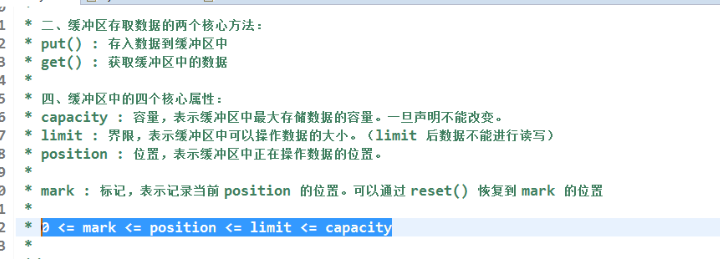 1 * 二、缓冲区存取数据的两个核心方法：
2 * put() : 存入数据到缓冲区中
3 * get() : 获取缓冲区中的数据
4 *
5 * 四、缓冲区中的四个核心属性：
6 * capacity : 容量，表示缓冲区中最大存储数据的容量。一旦声明不能改变。
7 * limit : 界限，表示缓冲区中可以操作数据的大小。（limit 后数据不能进行读写）
8 * position : 位置，表示缓冲区中正在操作数据的位置。
9 *
0 * mark : 标记，表示记录当前 position 的位置。可以通过 reset() 恢复到 mark 的位置
1 *
2 * 0 <= mark <= position <= limit <= capacity
3 *